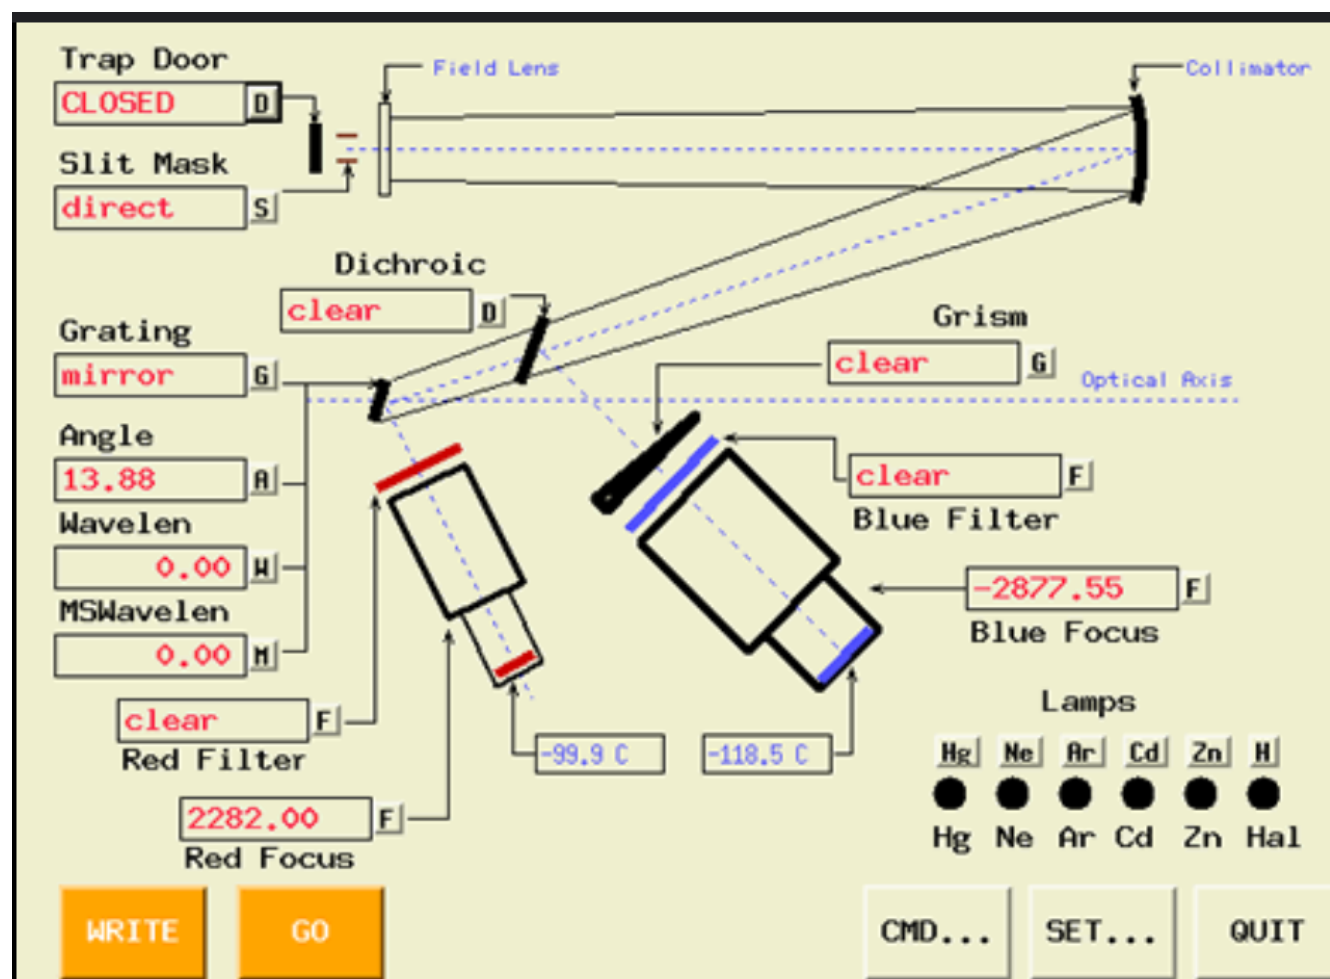 Trap Door
CLOSED D
Field Lens
Collimator
Slit Mask
direct S
Dichroic
clear D
Grating
mirror G
Grism
clear G
Optical Axis
Angle
13.88 A
clear F
Blue Filter
Wavelen
0.00 W
-2877.55 F
Blue Focus
MSWavelen
0.00 M
clear F
Red Filter
-99.9 C
-118.5 C
2282.00 F
Red Focus
Lamps
Hg Ne Ar Cd Zn H
Hg Ne Ar Cd Zn Hal
WRITE GO CMD... SET... QUIT